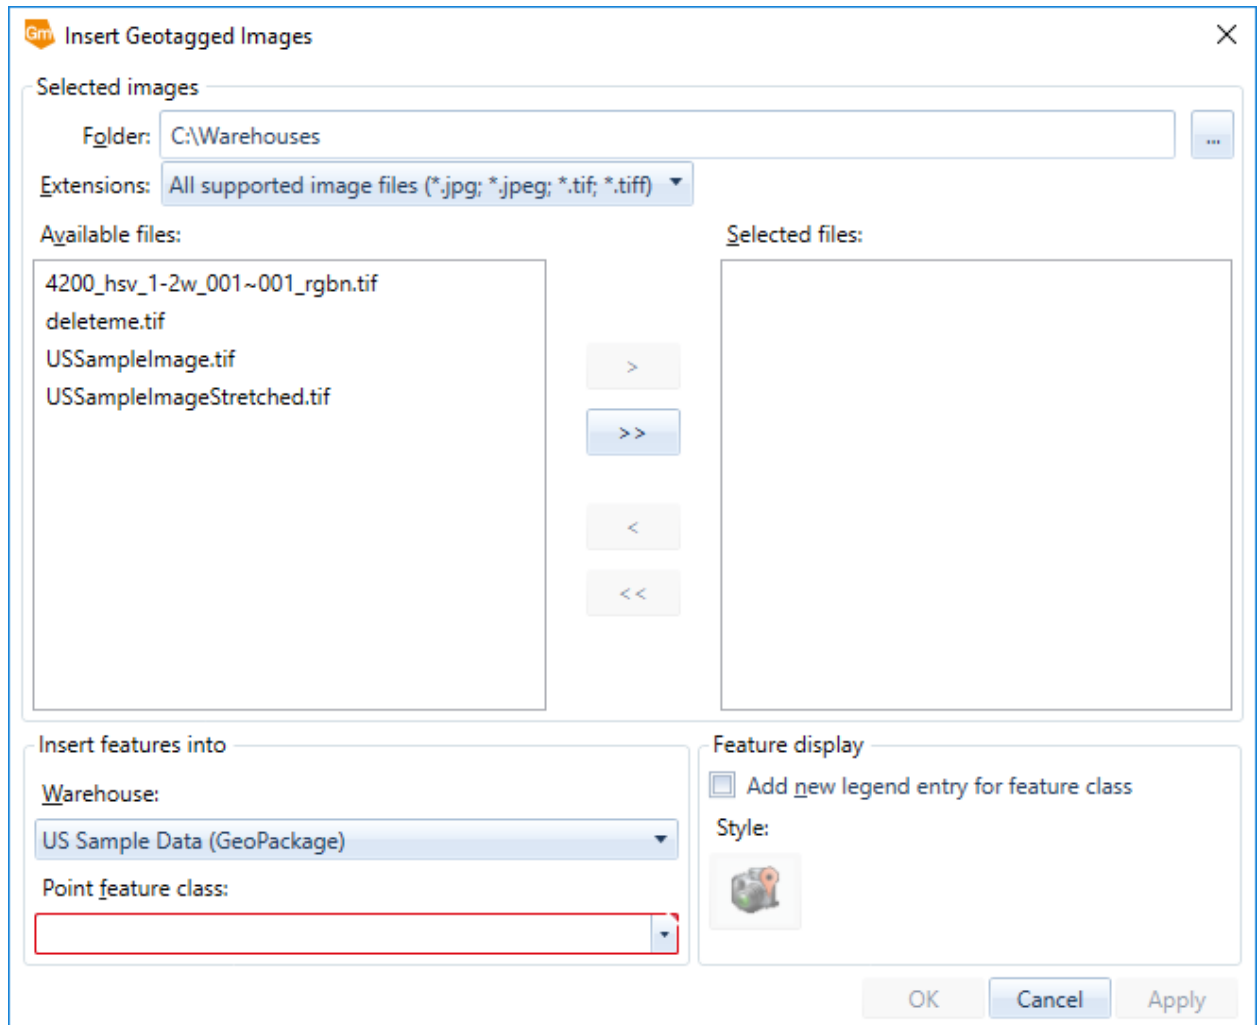 Gm Insert Geotagged Images
Selected images
Folder: C:\Warehouses ...
Extensions: All supported image files (*.jpg; *.jpeg; *.tif; *.tiff)
Available files: Selected files:
4200_hsv_1-2w_001~001_rgbn.tif
deleteme.tif
USSampleImage.tif
USSampleImageStretched.tif
>
>>
<
<<
Insert features into
Warehouse:
US Sample Data (GeoPackage)
Point feature class:
Feature display
Add new legend entry for feature class
Style:
OK Cancel Apply